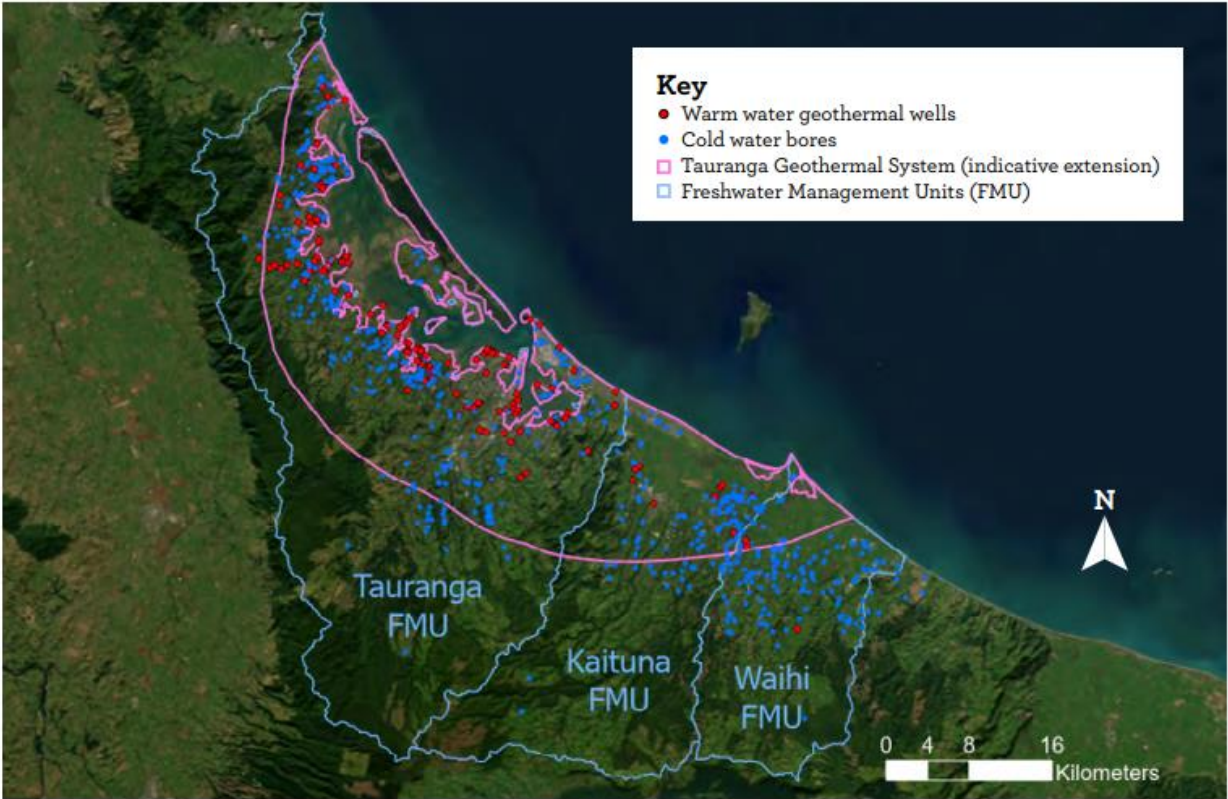 Key
Warm water geothermal wells
Cold water bores
Tauranga Geothermal System (indicative extension)
Freshwater Management Units (FMU)
N
Tauranga
FMU
Kaituna
FMU
Waihi
FMU
0 4 8 16
Kilometers